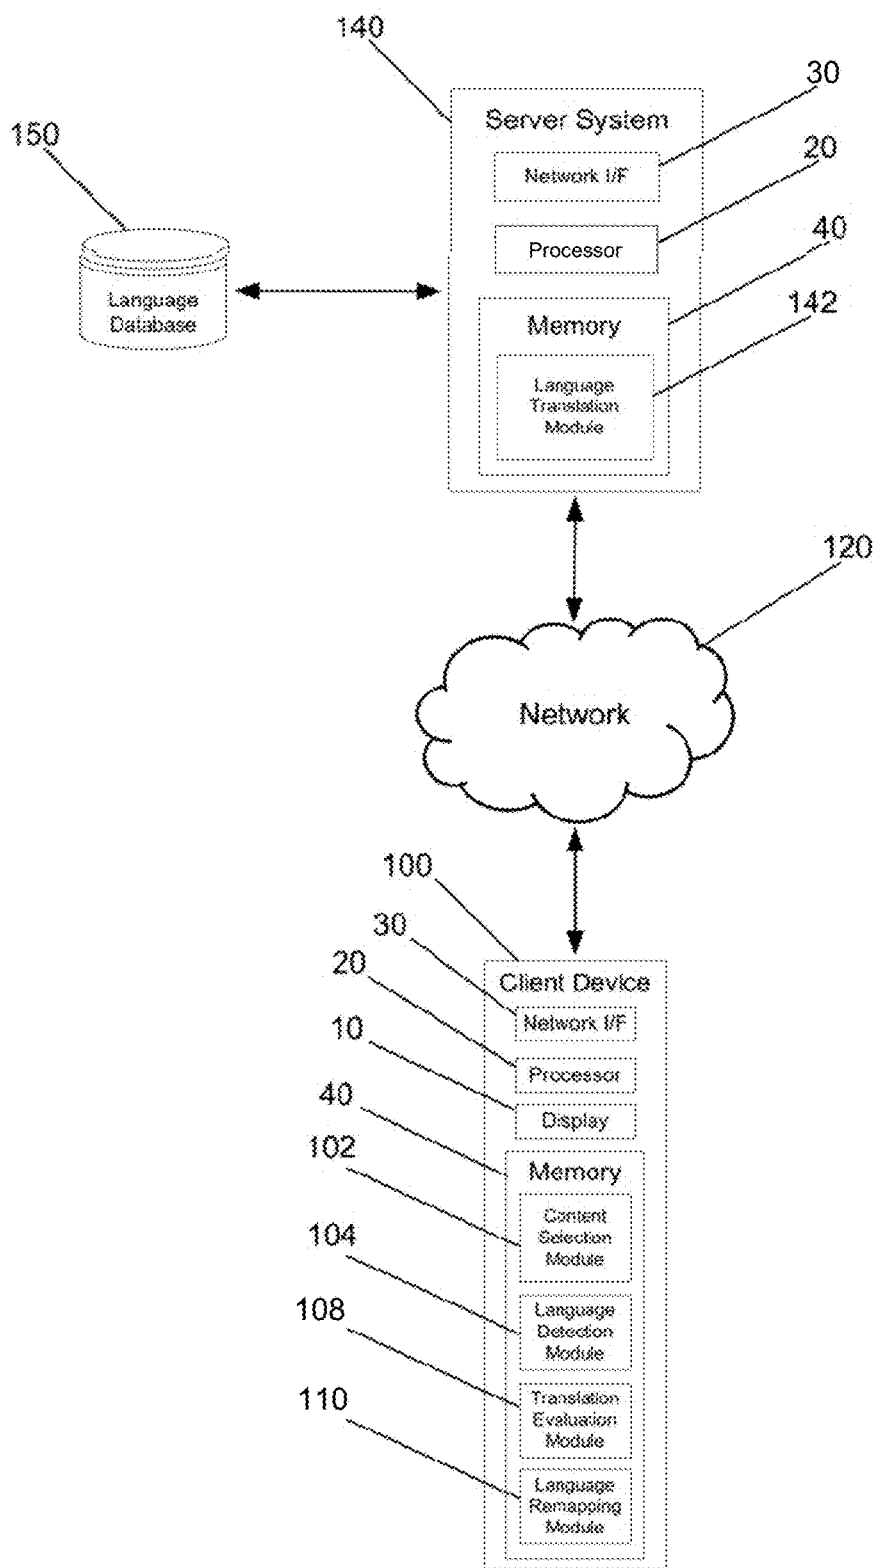 140
30
Server System
150
20
Network I/F
40
Processor
Language
Database
142
Memory
Language
Translation
Module
120
Network
100
30
Client Device
20
Network I/F
10
Processor
40
Display
102
Memory
Content
Selection
Module
104
Language
Detection
Module
108
Translation
Evaluation
Module
110
Language
Remapping
Module